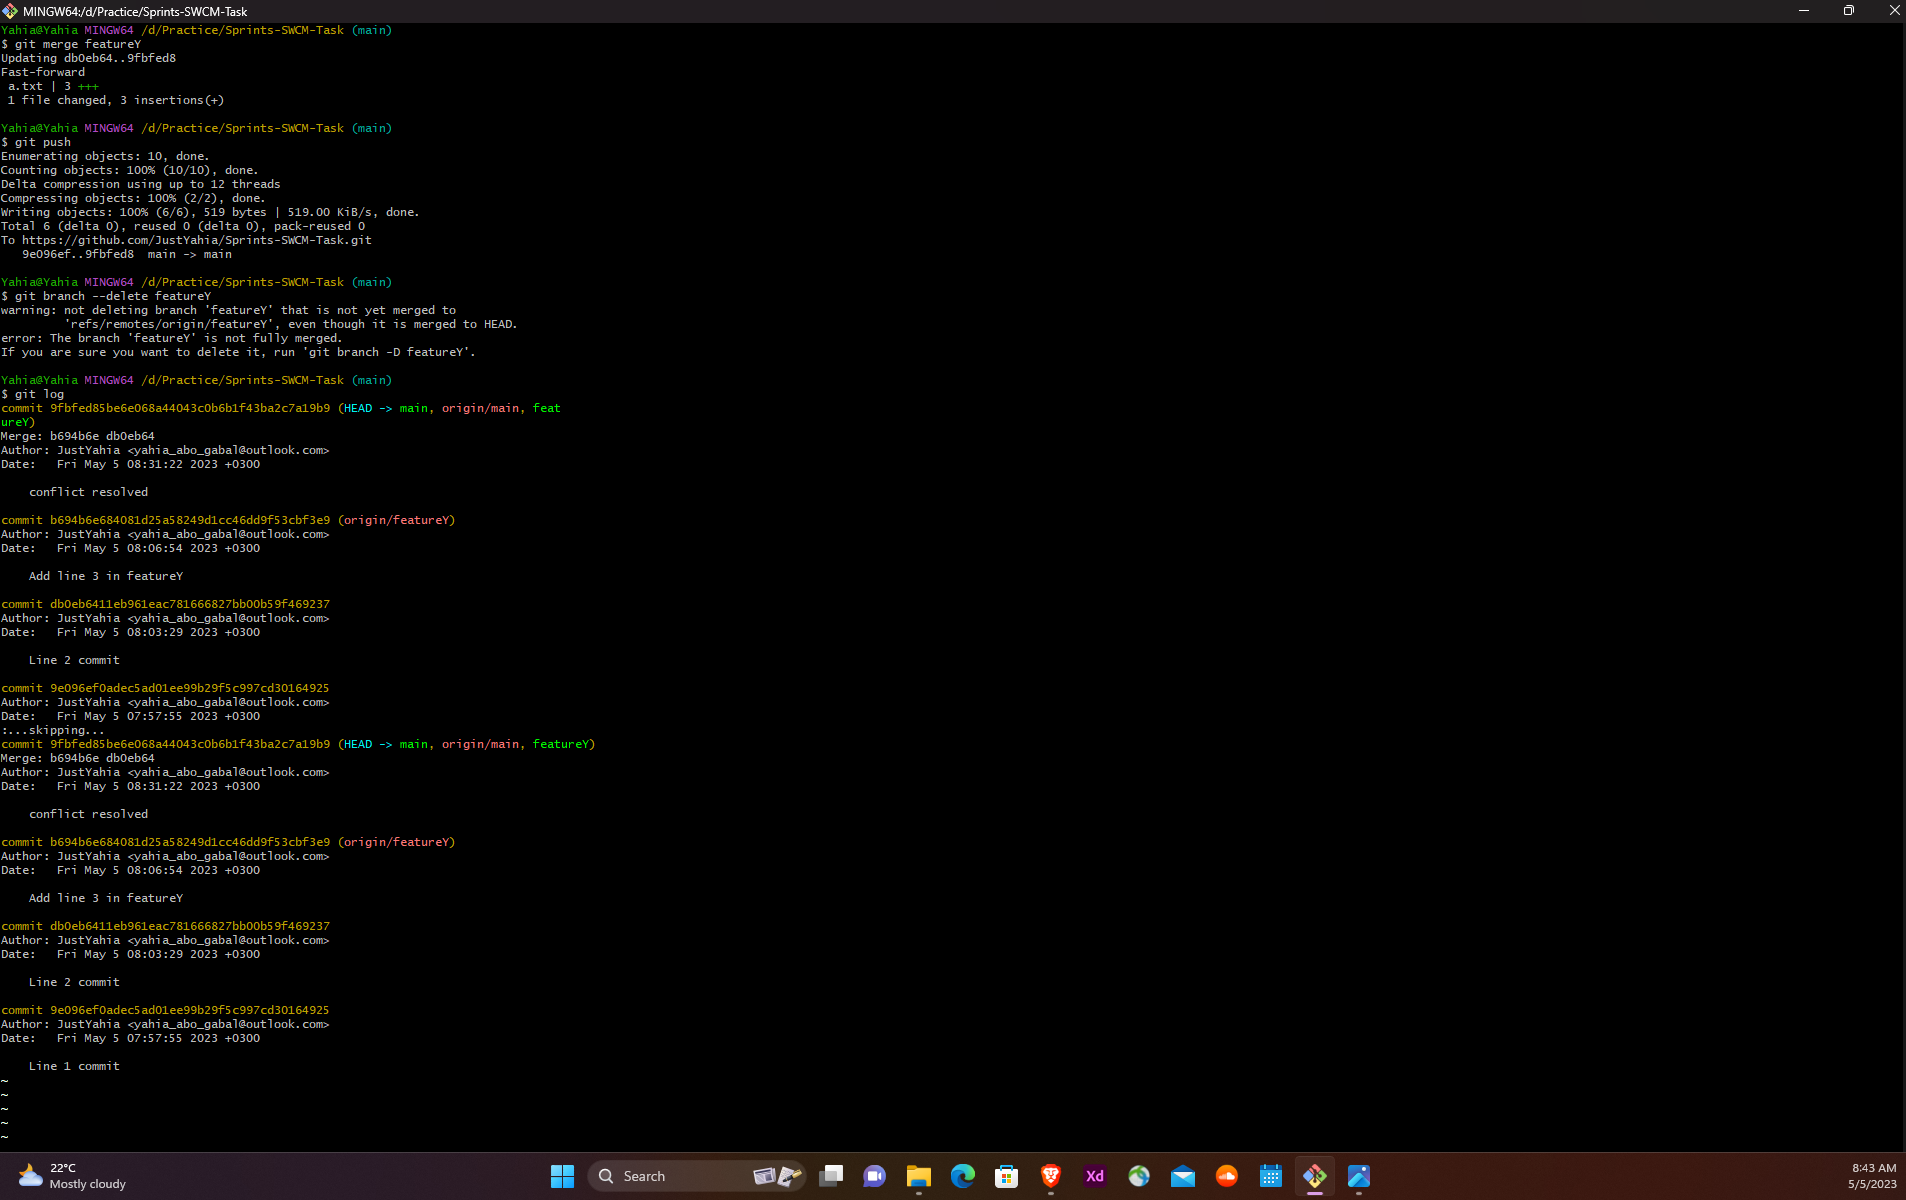 MINGW64:/d/Practice/Sprints-SWCM-Task
Yahia@Yahia MINGW64 /d/Practice/Sprints-SWCM-Task (main)
$ git merge featureY
Updating db0eb64..9fbfed8
Fast-forward
 a.txt | 3 +++
 1 file changed, 3 insertions(+)
Yahia@Yahia MINGW64 /d/Practice/Sprints-SWCM-Task (main)
$ git push
Enumerating objects: 10, done.
Counting objects: 100% (10/10), done.
Delta compression using up to 12 threads
Compressing objects: 100% (2/2), done.
Writing objects: 100% (6/6), 519 bytes | 519.00 KiB/s, done.
Total 6 (delta 0), reused 0 (delta 0), pack-reused 0
To https://github.com/JustYahia/Sprints-SWCM-Task.git
   9e096ef..9fbfed8  main -> main
Yahia@Yahia MINGW64 /d/Practice/Sprints-SWCM-Task (main)
$ git branch --delete featureY
warning: not deleting branch 'featureY' that is not yet merged to
         'refs/remotes/origin/featureY', even though it is merged to HEAD.
error: The branch 'featureY' is not fully merged.
If you are sure you want to delete it, run 'git branch -D featureY'.
Yahia@Yahia MINGW64 /d/Practice/Sprints-SWCM-Task (main)
$ git log
commit 9fbfed85be6e068a44043c0b6b1f43ba2c7a19b9 (HEAD -> main, origin/main, feat
ureY)
Merge: b694b6e db0eb64
Author: JustYahia <yahia_abo_gabal@outlook.com>
Date:   Fri May 5 08:31:22 2023 +0300
    conflict resolved
commit b694b6e684081d25a58249d1cc46dd9f53cbf3e9 (origin/featureY)
Author: JustYahia <yahia_abo_gabal@outlook.com>
Date:   Fri May 5 08:06:54 2023 +0300
    Add line 3 in featureY
commit db0eb6411eb961eac781666827bb00b59f469237
Author: JustYahia <yahia_abo_gabal@outlook.com>
Date:   Fri May 5 08:03:29 2023 +0300
    Line 2 commit
commit 9e096ef0adec5ad01ee99b29f5c997cd30164925
Author: JustYahia <yahia_abo_gabal@outlook.com>
Date:   Fri May 5 07:57:55 2023 +0300
:...skipping...
commit 9fbfed85be6e068a44043c0b6b1f43ba2c7a19b9 (HEAD -> main, origin/main, featureY)
Merge: b694b6e db0eb64
Author: JustYahia <yahia_abo_gabal@outlook.com>
Date:   Fri May 5 08:31:22 2023 +0300
    conflict resolved
commit b694b6e684081d25a58249d1cc46dd9f53cbf3e9 (origin/featureY)
Author: JustYahia <yahia_abo_gabal@outlook.com>
Date:   Fri May 5 08:06:54 2023 +0300
    Add line 3 in featureY
commit db0eb6411eb961eac781666827bb00b59f469237
Author: JustYahia <yahia_abo_gabal@outlook.com>
Date:   Fri May 5 08:03:29 2023 +0300
    Line 2 commit
commit 9e096ef0adec5ad01ee99b29f5c997cd30164925
Author: JustYahia <yahia_abo_gabal@outlook.com>
Date:   Fri May 5 07:57:55 2023 +0300
    Line 1 commit
~
~
~
~
~
22°C
Mostly cloudy
Search
Xd
8:43 AM
5/5/2023